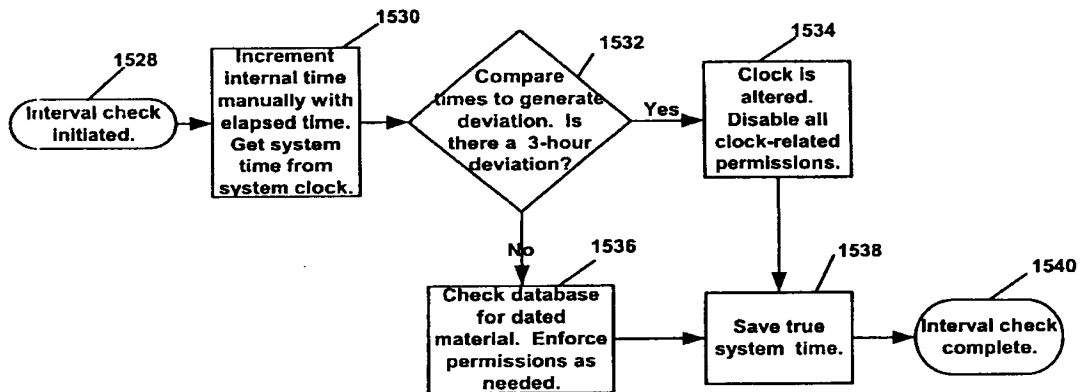 1528
Interval check
initiated.
1530
Increment
internal time
manually with
elapsed time.
Get system
time from
system clock.
1532
Compare
times to generate
deviation. Is
there a 3-hour
deviation?
Yes
1534
Clock is
altered.
Disable all
clock-related
permissions.
No
1536
Check database
for dated
material. Enforce
permissions as
needed.
1538
Save true
system time.
1540
Interval check
complete.